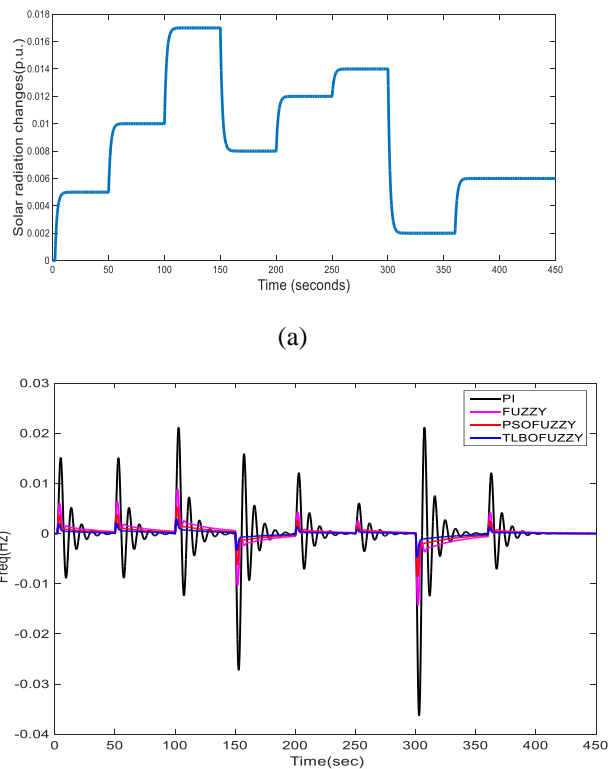 Solar radiation changes(p.u.)
0.018
0.016
0.014
0.012
0.01
0.008
0.006
0.004
0.002
0
0 50 100 150 200 250 300 350 400 450
Time (seconds)
(a)
Freq(Hz)
0.03
0.02
0.01
0
-0.01
-0.02
-0.03
-0.04
PI
FUZZY
PSOFUZZY
TLBOFUZZY
0 50 100 150 200 250 300 350 400 450
Time(sec)